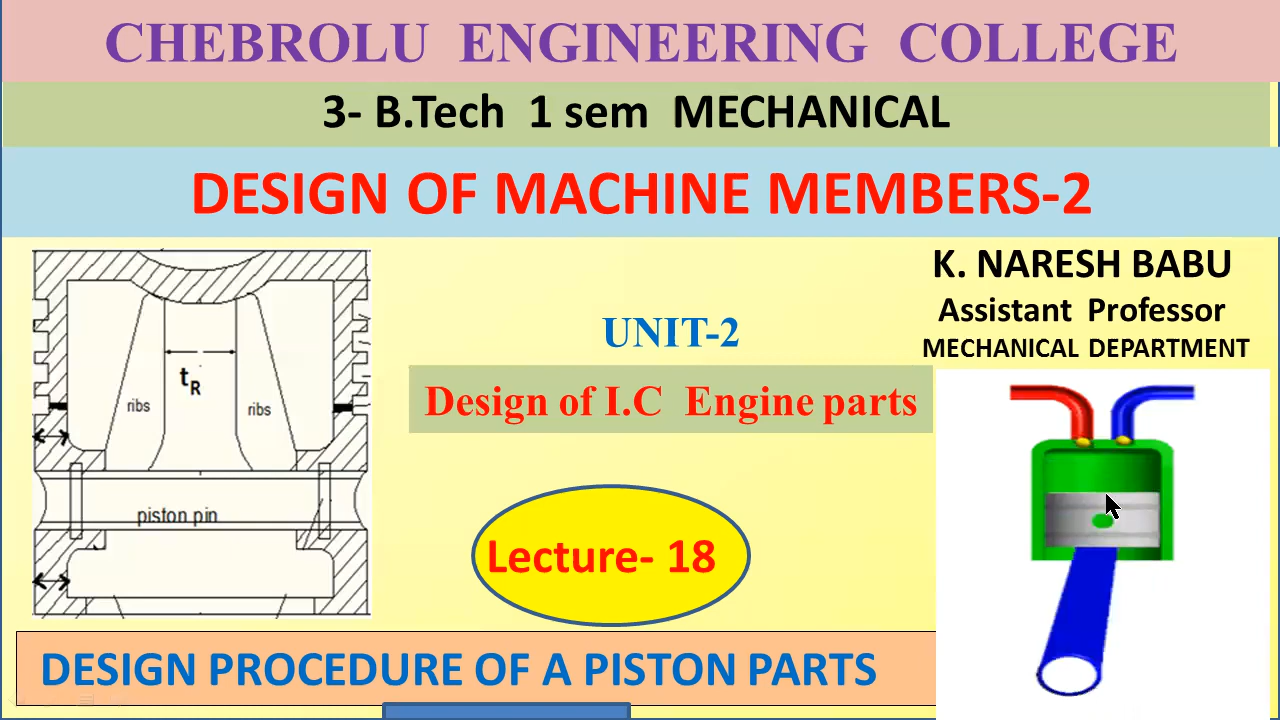 CHEBROLU ENGINEERING COLLEGE
3- B.Tech 1 sem MECHANICAL
DESIGN OF MACHINE MEMBERS-2
K. NARESH BABU
Assistant Professor
MECHANICAL DEPARTMENT
UNIT-2
Design of I.C Engine parts
tR
ribs
ribs
piston pin
Lecture- 18
DESIGN PROCEDURE OF A PISTON PARTS